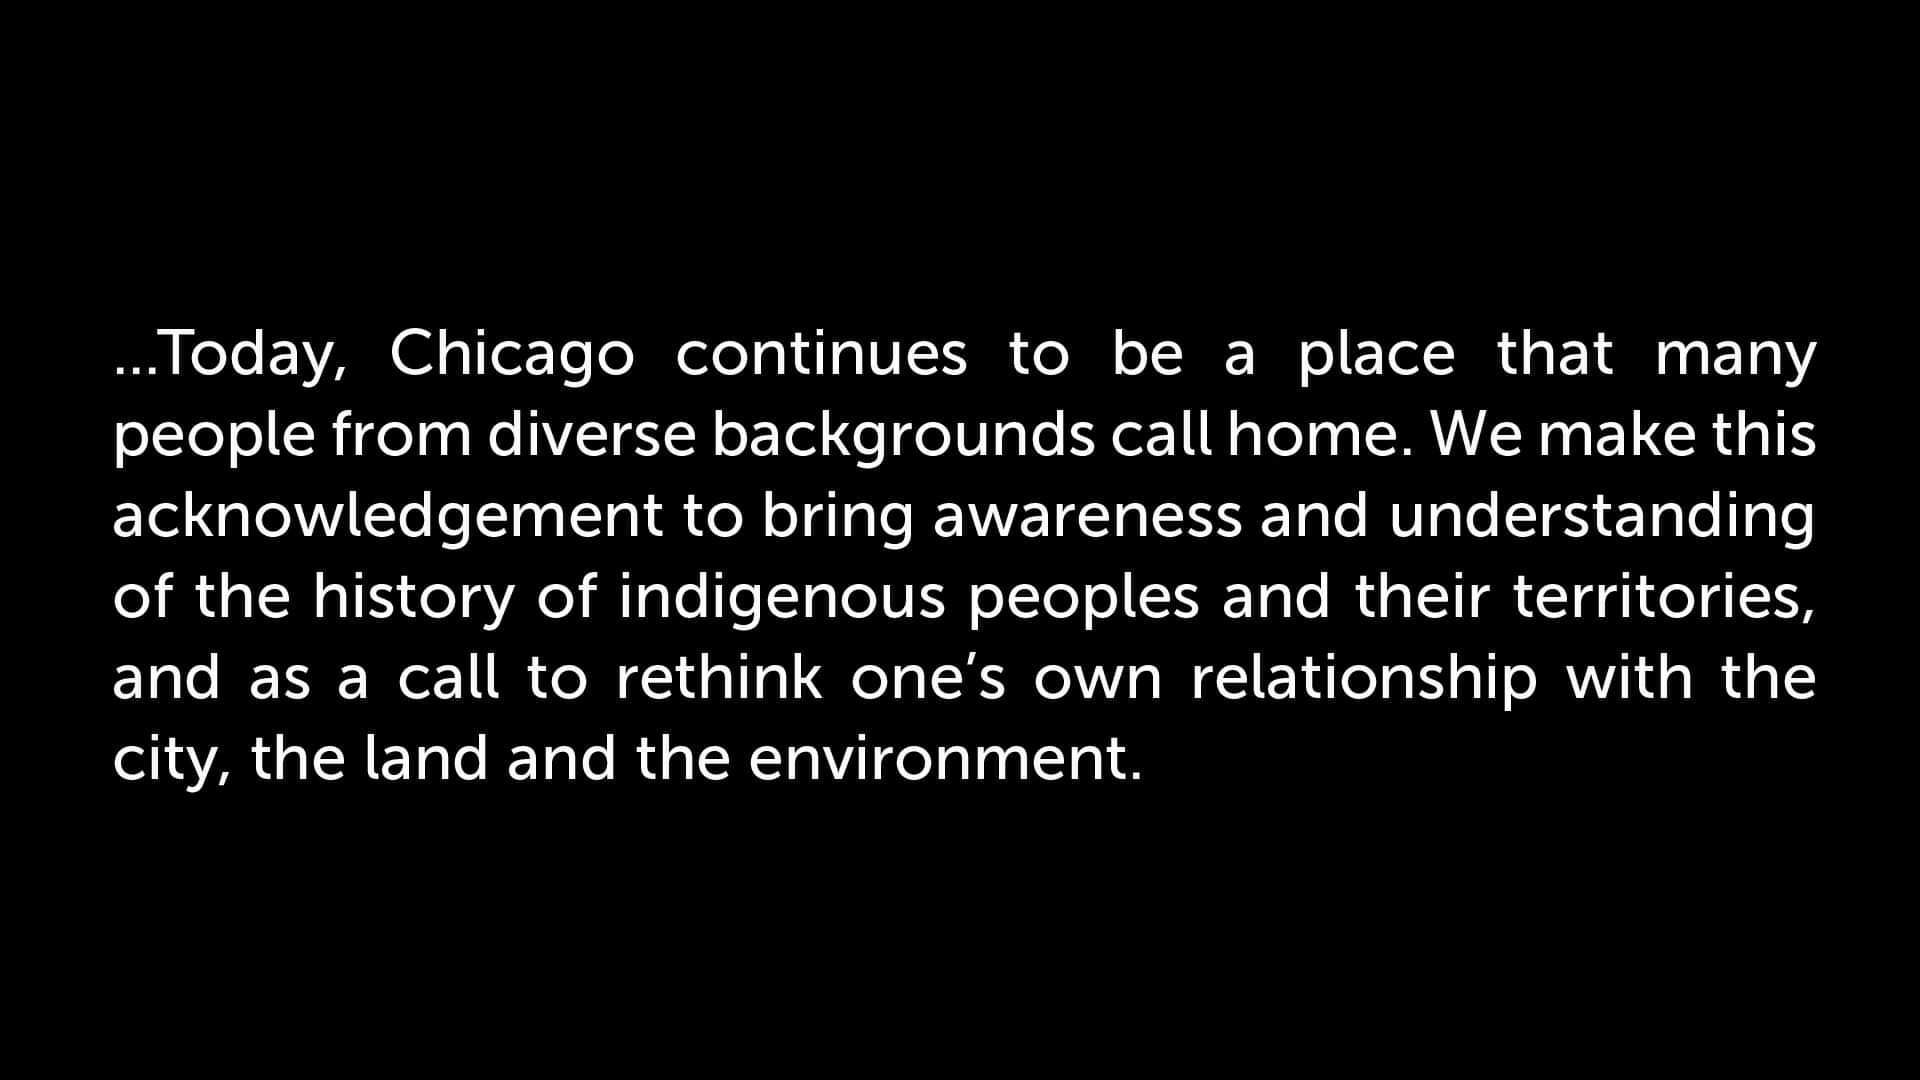 ...Today, Chicago continues to be a place that many
people from diverse backgrounds call home. We make this
acknowledgement to bring awareness and understanding
of the history of indigenous peoples and their territories,
and as a call to rethink one’s own relationship with the
city, the land and the environment.